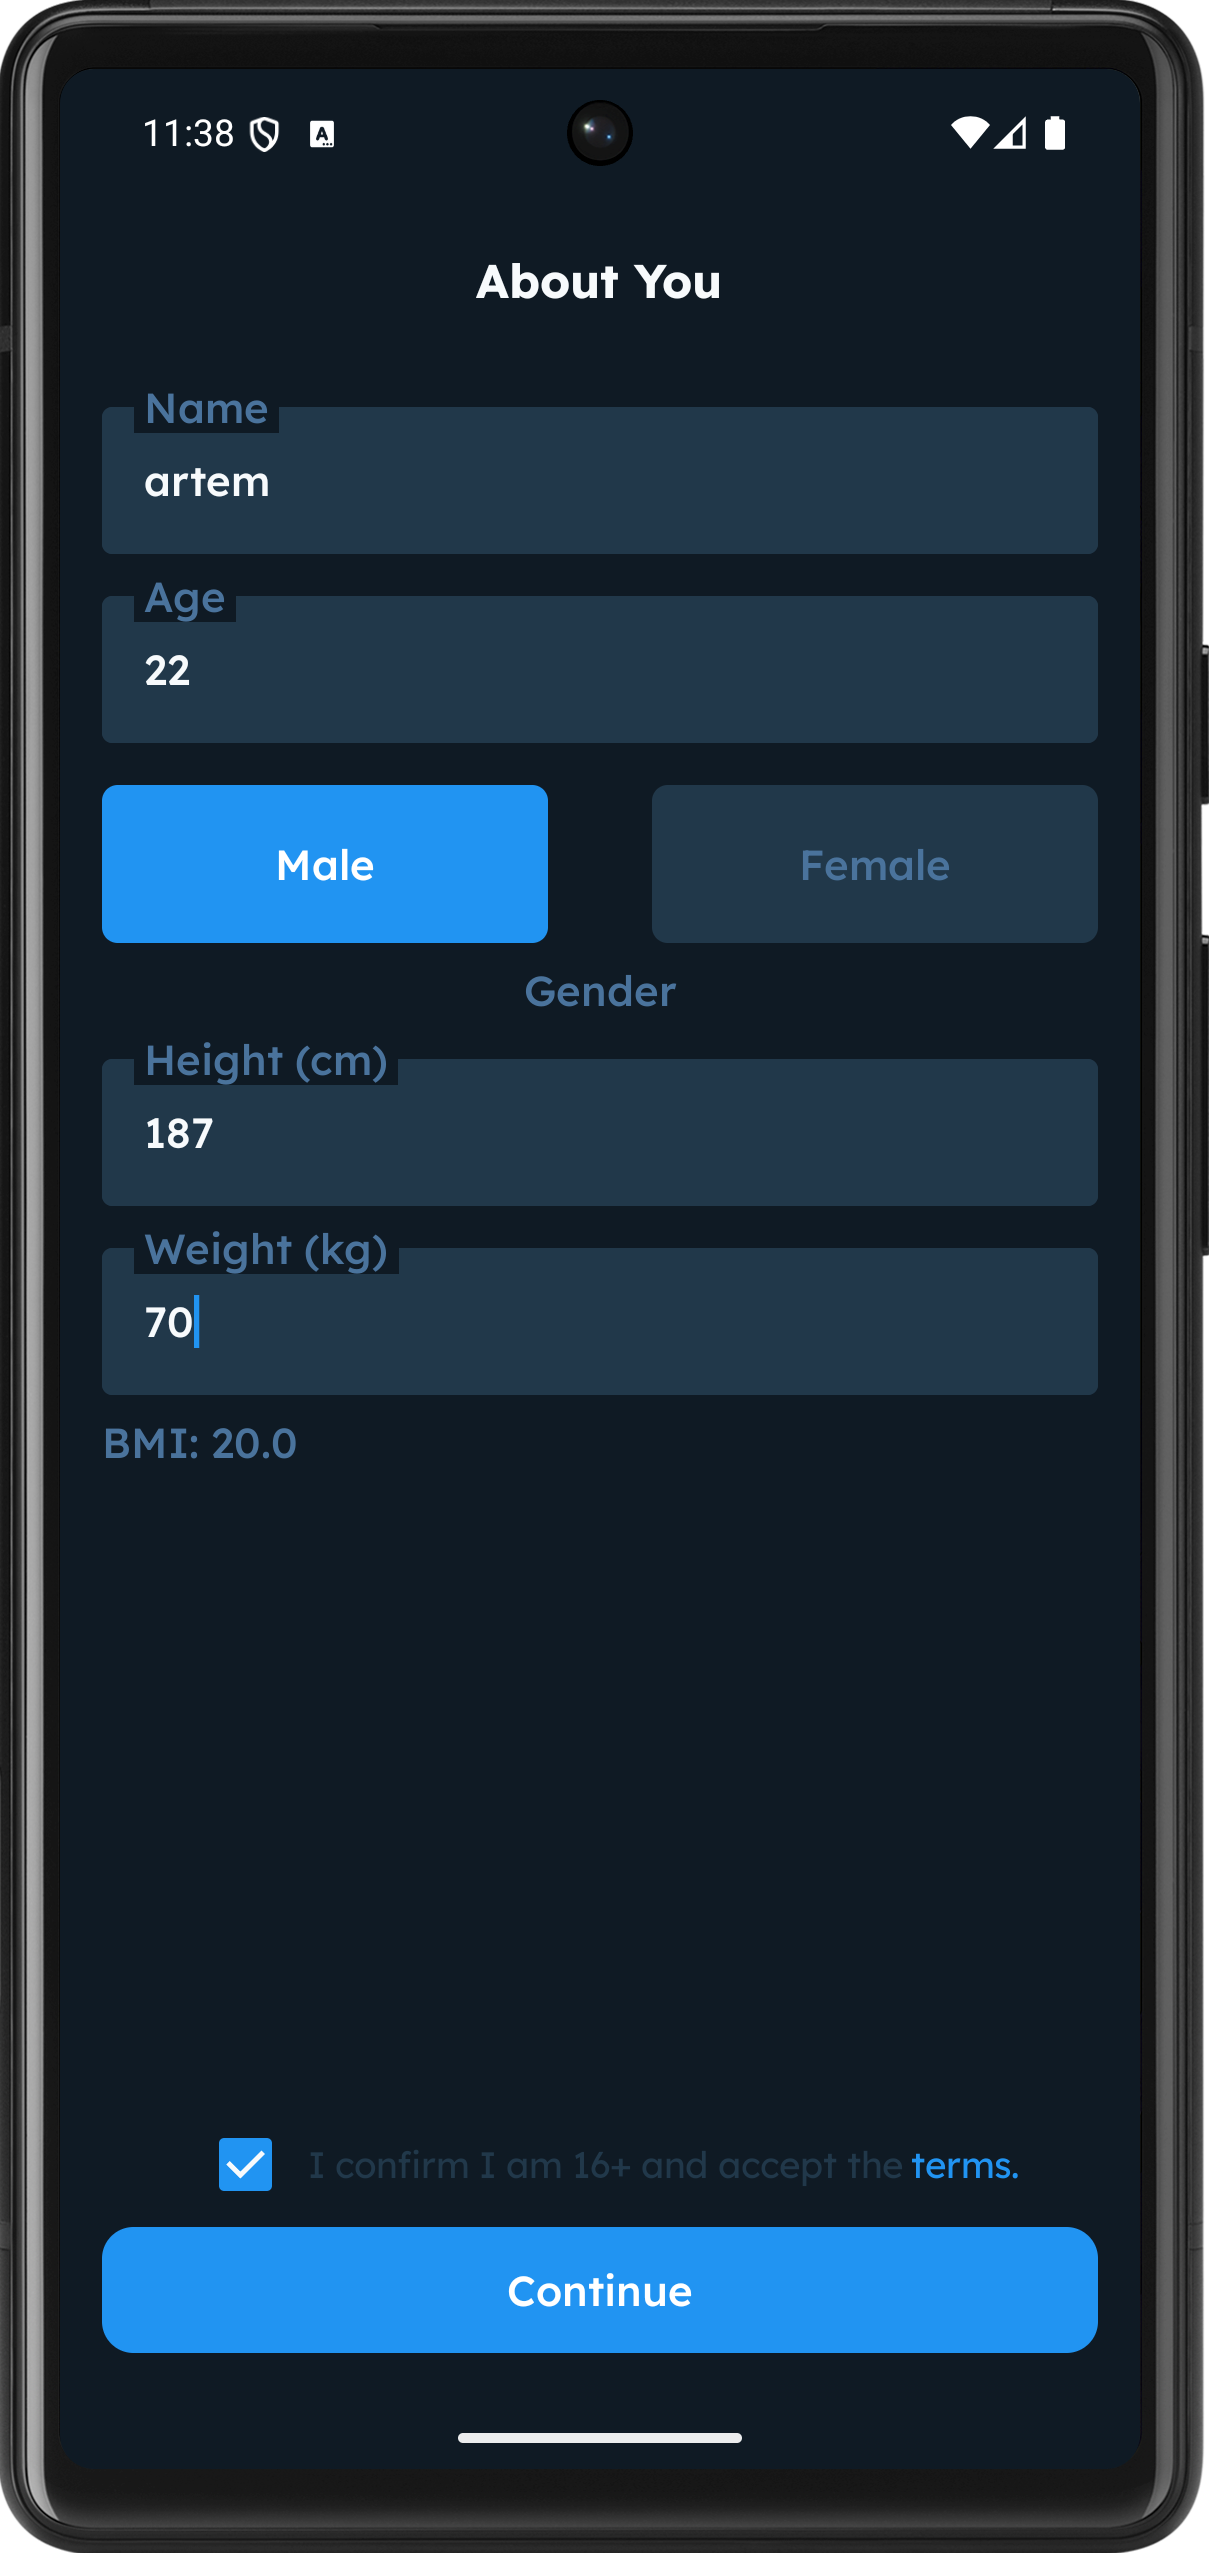 11:38
About You
Name
artem
Age
22
Male Female
Gender
Height (cm)
187
Weight (kg)
70
BMI: 20.0
I confirm I am 16+ and accept the terms.
Continue